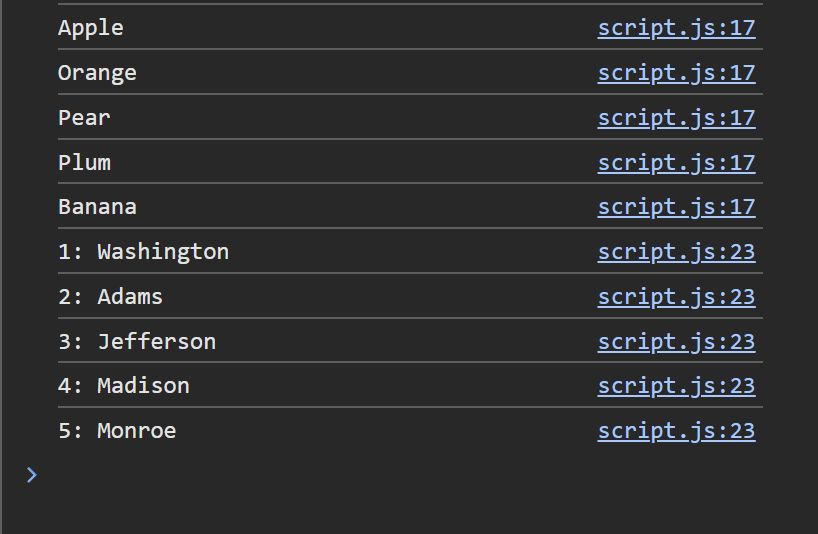 Apple script.js:17
Orange script.js:17
Pear script.js:17
Plum script.js:17
Banana script.js:17
1: Washington script.js:23
2: Adams script.js:23
3: Jefferson script.js:23
4: Madison script.js:23
5: Monroe script.js:23